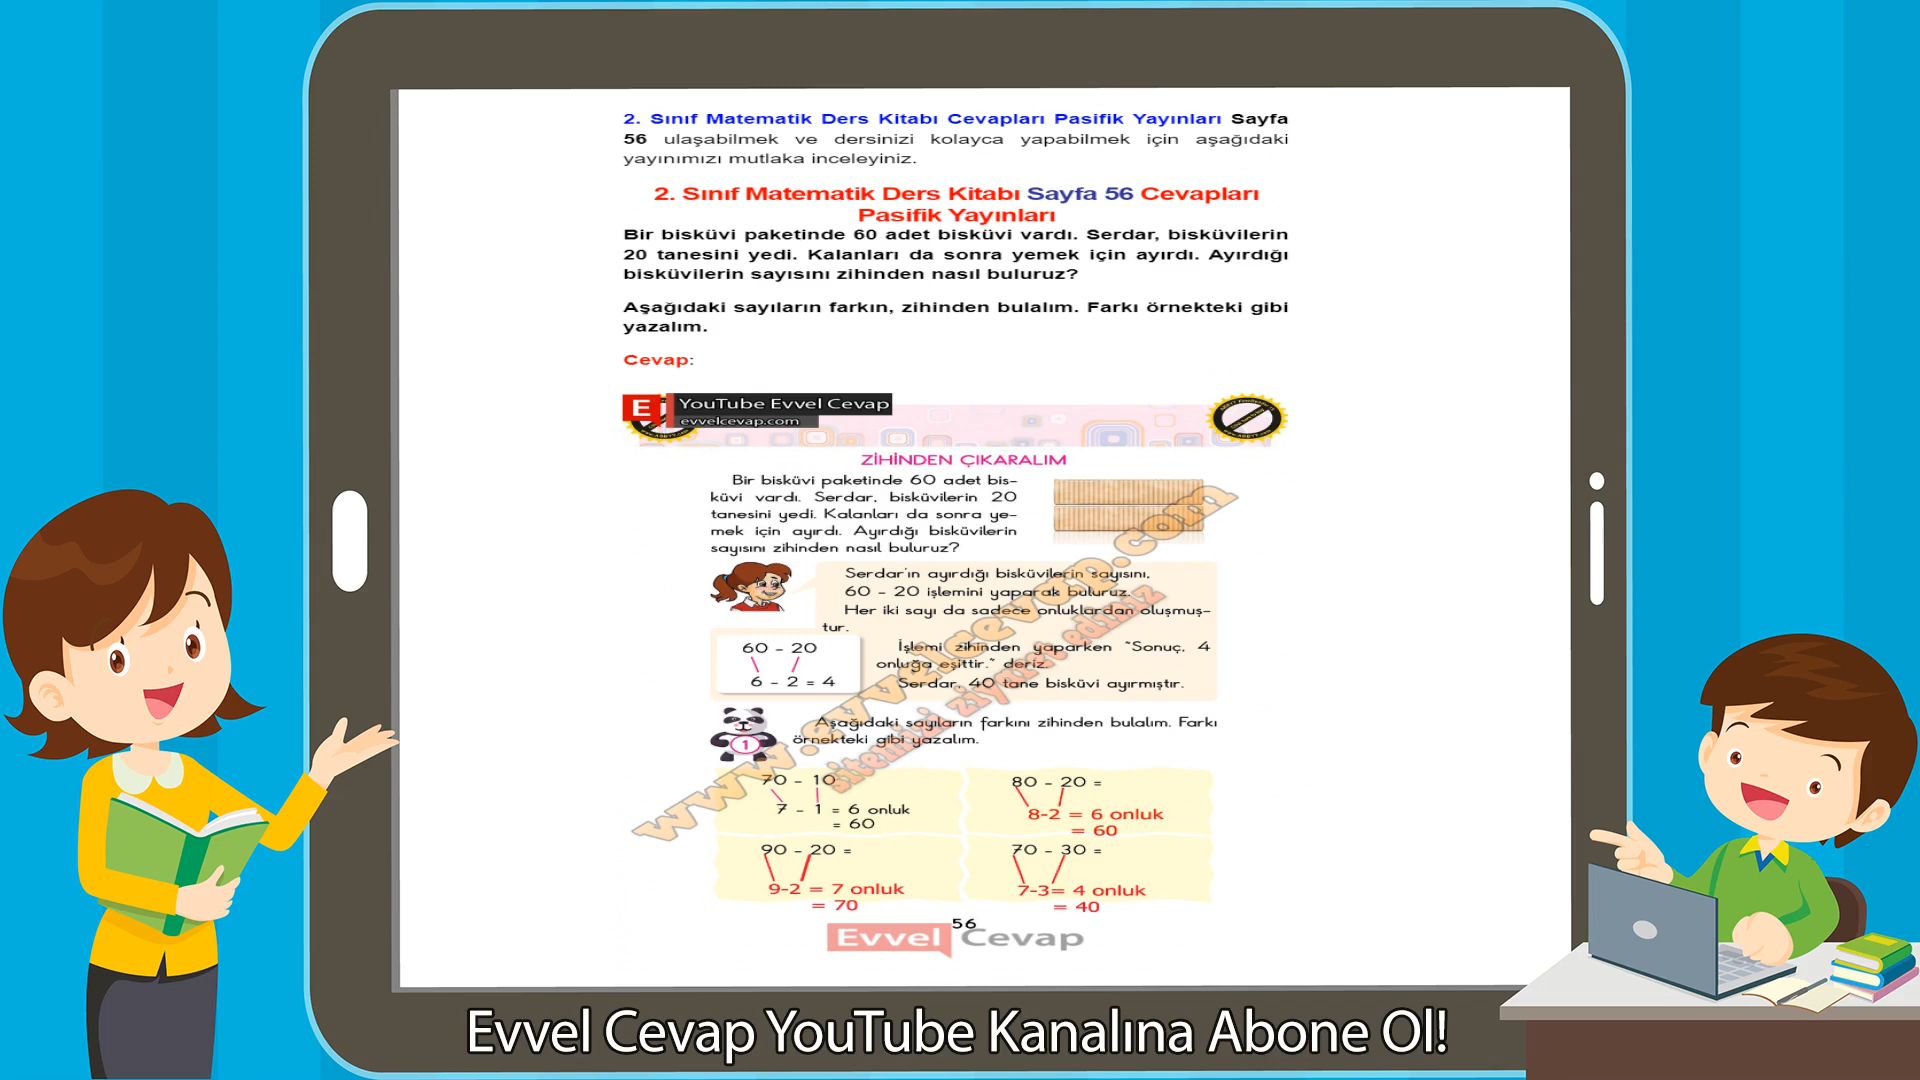 2. Sınıf Matematik Ders Kitabı Cevapları Pasifik Yayınları Sayfa
56 ulaşabilmek ve dersinizi kolayca yapabilmek için aşağıdaki
yayınımızı mutlaka inceleyiniz.
2. Sınıf Matematik Ders Kitabı Sayfa 56 Cevapları
Pasifik Yayınları
Bir bisküvi paketinde 60 adet bisküvi vardı. Serdar, bisküvilerin
20 tanesini yedi. Kalanları da sonra yemek için ayırdı. Ayırdığı
bisküvilerin sayısını zihinden nasıl buluruz?
Aşağıdaki sayıların farkın, zihinden bulalım. Farkı örnekteki gibi
yazalım.
Cevap:
E YouTube Evvel Cevap
evvelcevap.com
ZİHİNDEN ÇIKARALIM
Bir bisküvi paketinde 60 adet bis-
küvi vardı. Serdar, bisküvilerin 20
tanesini yedi. Kalanları da sonra ye-
mek için ayırdı. Ayırdığı bisküvilerin
sayısını zihinden nasıl buluruz?
Serdar'ın ayırdığı bisküvilerin sayısını,
60 - 20 işlemini yaparak buluruz.
Her iki sayı da sadece onluklardan oluşmuş-
tur.
60 - 20
6 - 2 = 4
İşlemi zihinden yaparken "Sonuç, 4
onluğa eşittir." deriz.
Serdar, 40 tane bisküvi ayırmıştır.
1
Aşağıdaki sayıların farkını zihinden bulalım. Farkı
örnekteki gibi yazalım.
70 - 10
7 - 1 = 6 onluk
= 60
80 - 20 =
8-2 = 6 onluk
= 60
90 - 20 =
9-2 = 7 onluk
= 70
70 - 30 =
7-3= 4 onluk
= 40
www.evvelcevap.com
sitemizi ziyaret ediniz
56
Evvel Cevap
Evvel Cevap YouTube Kanalına Abone Ol!